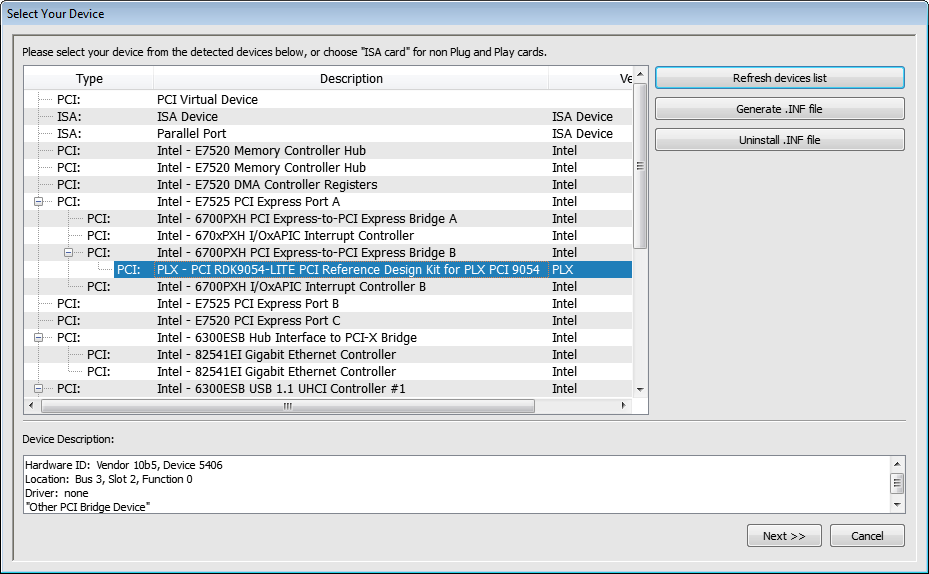 Select Your Device
Please select your device from the detected devices below, or choose "ISA card" for non Plug and Play cards.
Type Description Ve
PCI: PCI Virtual Device
ISA: ISA Device ISA Device
ISA: Parallel Port ISA Device
PCI: Intel - E7520 Memory Controller Hub Intel
PCI: Intel - E7520 Memory Controller Hub Intel
PCI: Intel - E7520 DMA Controller Registers Intel
PCI: Intel - E7525 PCI Express Port A Intel
PCI: Intel - 6700PXH PCI Express-to-PCI Express Bridge A Intel
PCI: Intel - 670xPXH I/OxAPIC Interrupt Controller Intel
PCI: Intel - 6700PXH PCI Express-to-PCI Express Bridge B Intel
PCI: PLX - PCI RDK9054-LITE PCI Reference Design Kit for PLX PCI 9054 PLX
PCI: Intel - 6700PXH I/OxAPIC Interrupt Controller B Intel
PCI: Intel - E7525 PCI Express Port B Intel
PCI: Intel - E7520 PCI Express Port C Intel
PCI: Intel - 6300ESB Hub Interface to PCI-X Bridge Intel
PCI: Intel - 82541EI Gigabit Ethernet Controller Intel
PCI: Intel - 82541EI Gigabit Ethernet Controller Intel
PCI: Intel - 6300ESB USB 1.1 UHCI Controller #1 Intel
Refresh devices list
Generate .INF file
Uninstall .INF file
Device Description:
Hardware ID: Vendor 10b5, Device 5406
Location: Bus 3, Slot 2, Function 0
Driver: none
"Other PCI Bridge Device"
Next >> Cancel